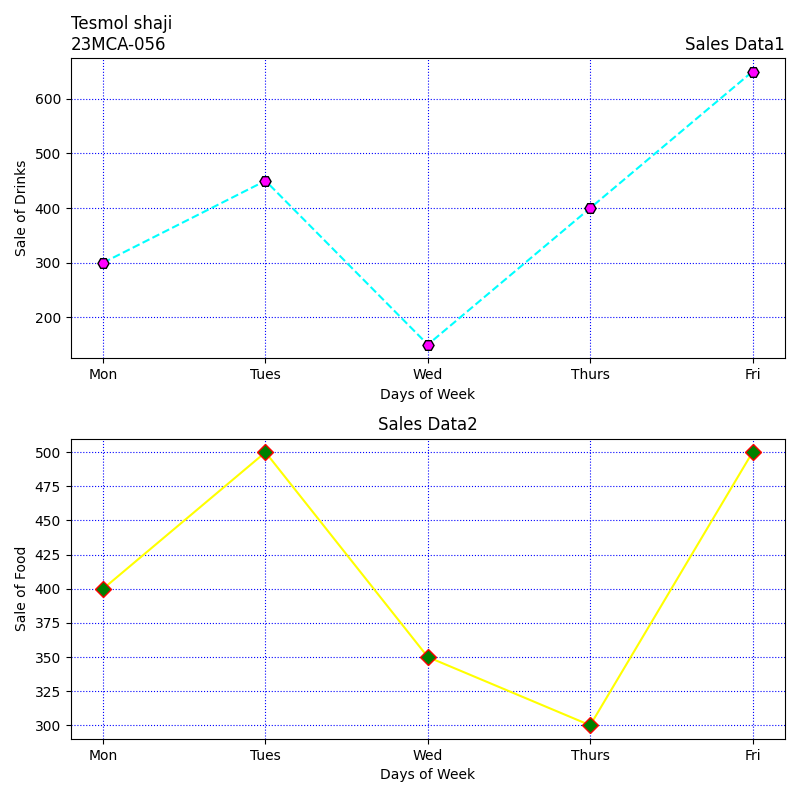 Tesmol shaji
23MCA-056
Sales Data1
600
500
400
300
200
Sale of Drinks
Mon Tues Wed Thurs Fri
Days of Week
Sales Data2
500
475
450
425
400
375
350
325
300
Sale of Food
Mon Tues Wed Thurs Fri
Days of Week